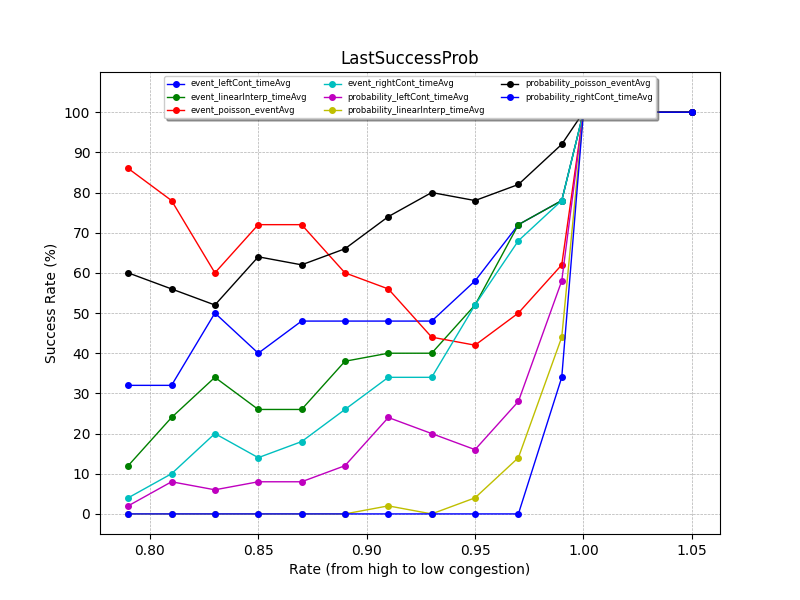 LastSuccessProb
event_leftCont_timeAvg event_rightCont_timeAvg probability_poisson_eventAvg
event_linearInterp_timeAvg probability_leftCont_timeAvg probability_rightCont_timeAvg
event_poisson_eventAvg probability_linearInterp_timeAvg
100
90
80
70
60
50
40
30
20
10
0
Success Rate (%)
0.80 0.85 0.90 0.95 1.00 1.05
Rate (from high to low congestion)